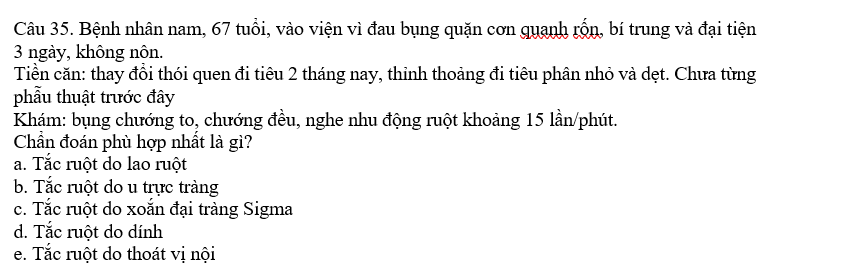 Câu 35. Bệnh nhân nam, 67 tuổi, vào viện vì đau bụng quặn cơn quanh rốn, bí trung và đại tiện
3 ngày, không nôn.
Tiền căn: thay đổi thói quen đi tiêu 2 tháng nay, thỉnh thoảng đi tiêu phân nhỏ và dẹt. Chưa từng
phẫu thuật trước đây
Khám: bụng chướng to, chướng đều, nghe nhu động ruột khoảng 15 lần/phút.
Chẩn đoán phù hợp nhất là gì?
a. Tắc ruột do lao ruột
b. Tắc ruột do u trực tràng
c. Tắc ruột do xoắn đại tràng Sigma
d. Tắc ruột do dính
e. Tắc ruột do thoát vị nội